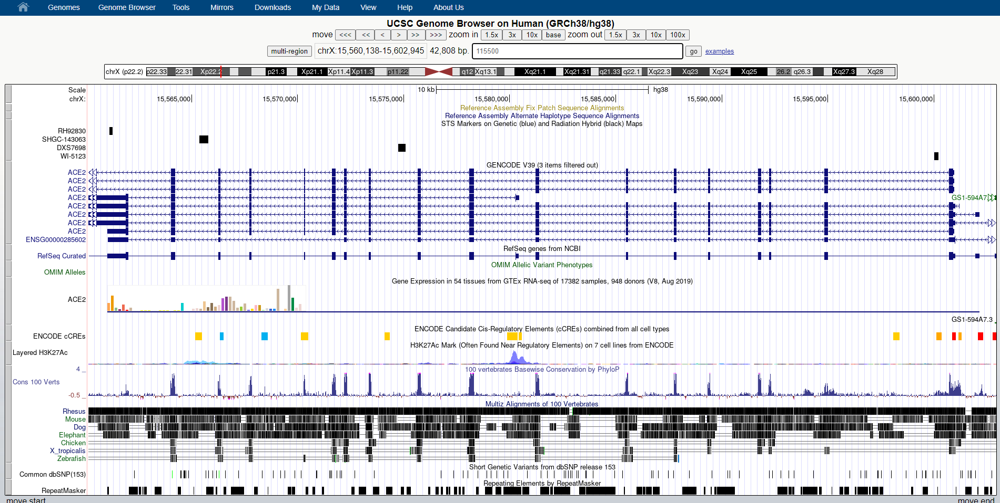 Genomes Genome Browser Tools Mirrors Downloads My Data View Help About Us
UCSC Genome Browser on Human (GRCh38/hg38)
move <<< << < > >> >>> zoom in 1.5x 3x 10x base zoom out 1.5x 3x 10x 100x
multi-region chrX:15,560,138-15,602,945 42,808 bp. 115500 go examples
chrX (p22.2) p22.33 22.31 Xp22.2 p21.3 Xp21.1 Xp11.4 Xp11.3 p11.22 q12 Xq13.1 Xq21.1 Xq21.31 q21.33 q22.1 Xq22.3 Xq23 Xq24 Xq25 26.2 q26.3 Xq27.3 Xq28
Scale 10 kb hg38
chrX: 15,565,000 15,570,000 15,575,000 15,580,000 15,585,000 15,590,000 15,595,000 15,600,000
Reference Assembly Fix Patch Sequence Alignments
Reference Assembly Alternate Haplotype Sequence Alignments
STS Markers on Genetic (blue) and Radiation Hybrid (black) Maps
RH92830
SHGC-143063
DXS7698
WI-5123
GENCODE V39 (3 items filtered out)
ACE2
ACE2
ACE2
ACE2 GS1-594A7.
ACE2
ACE2
ACE2
ACE2
ENSG00000285602
RefSeq genes from NCBI
RefSeq Curated
OMIM Allelic Variant Phenotypes
OMIM Alleles
Gene Expression in 54 tissues from GTEx RNA-seq of 17382 samples, 948 donors (V8, Aug 2019)
ACE2
GS1-594A7.3
ENCODE Candidate Cis-Regulatory Elements (cCREs) combined from all cell types
ENCODE cCREs
H3K27Ac Mark (Often Found Near Regulatory Elements) on 7 cell lines from ENCODE
Layered H3K27Ac
4 _ 100 vertebrates Basewise Conservation by PhyloP
Cons 100 Verts
-0.5 _
Multiz Alignments of 100 Vertebrates
Rhesus
Mouse
Dog
Elephant
Chicken
X_tropicalis
Zebrafish
Short Genetic Variants from dbSNP release 153
Common dbSNP(153)
Repeating Elements by RepeatMasker
RepeatMasker
move start move end